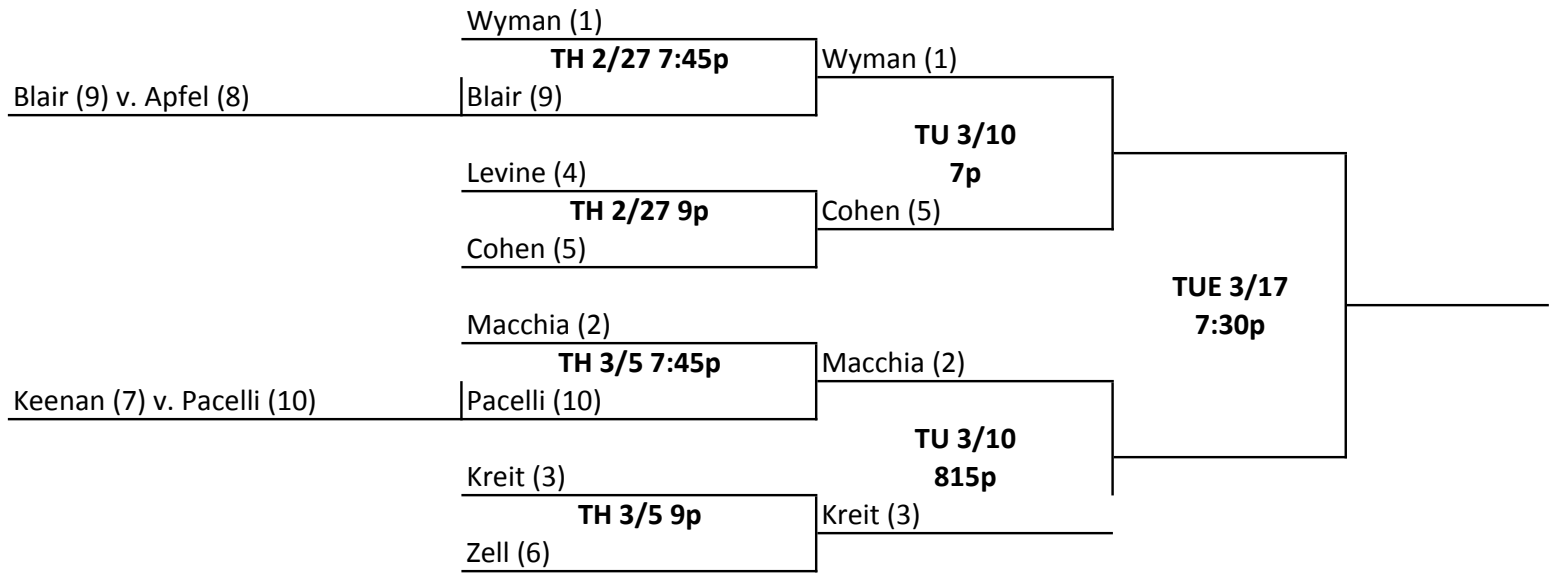 Wyman (1)
TH 2/27 7:45p
Wyman (1)
Blair (9) v. Apfel (8)
Blair (9)
TU 3/10
7p
Levine (4)
TH 2/27 9p
Cohen (5)
Cohen (5)
TUE 3/17
7:30p
Macchia (2)
TH 3/5 7:45p
Macchia (2)
Keenan (7) v. Pacelli (10)
Pacelli (10)
TU 3/10
815p
Kreit (3)
TH 3/5 9p
Kreit (3)
Zell (6)